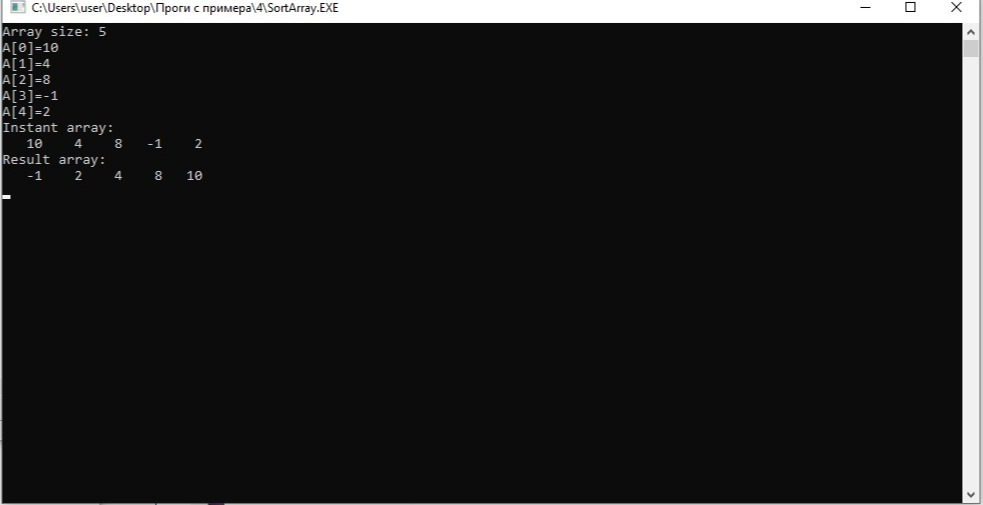 C:\Users\user\Desktop\Проги с примера\4\SortArray.EXE
Array size: 5
A[0]=10
A[1]=4
A[2]=8
A[3]=-1
A[4]=2
Instant array:
   10    4    8   -1    2
Result array:
   -1    2    4    8   10